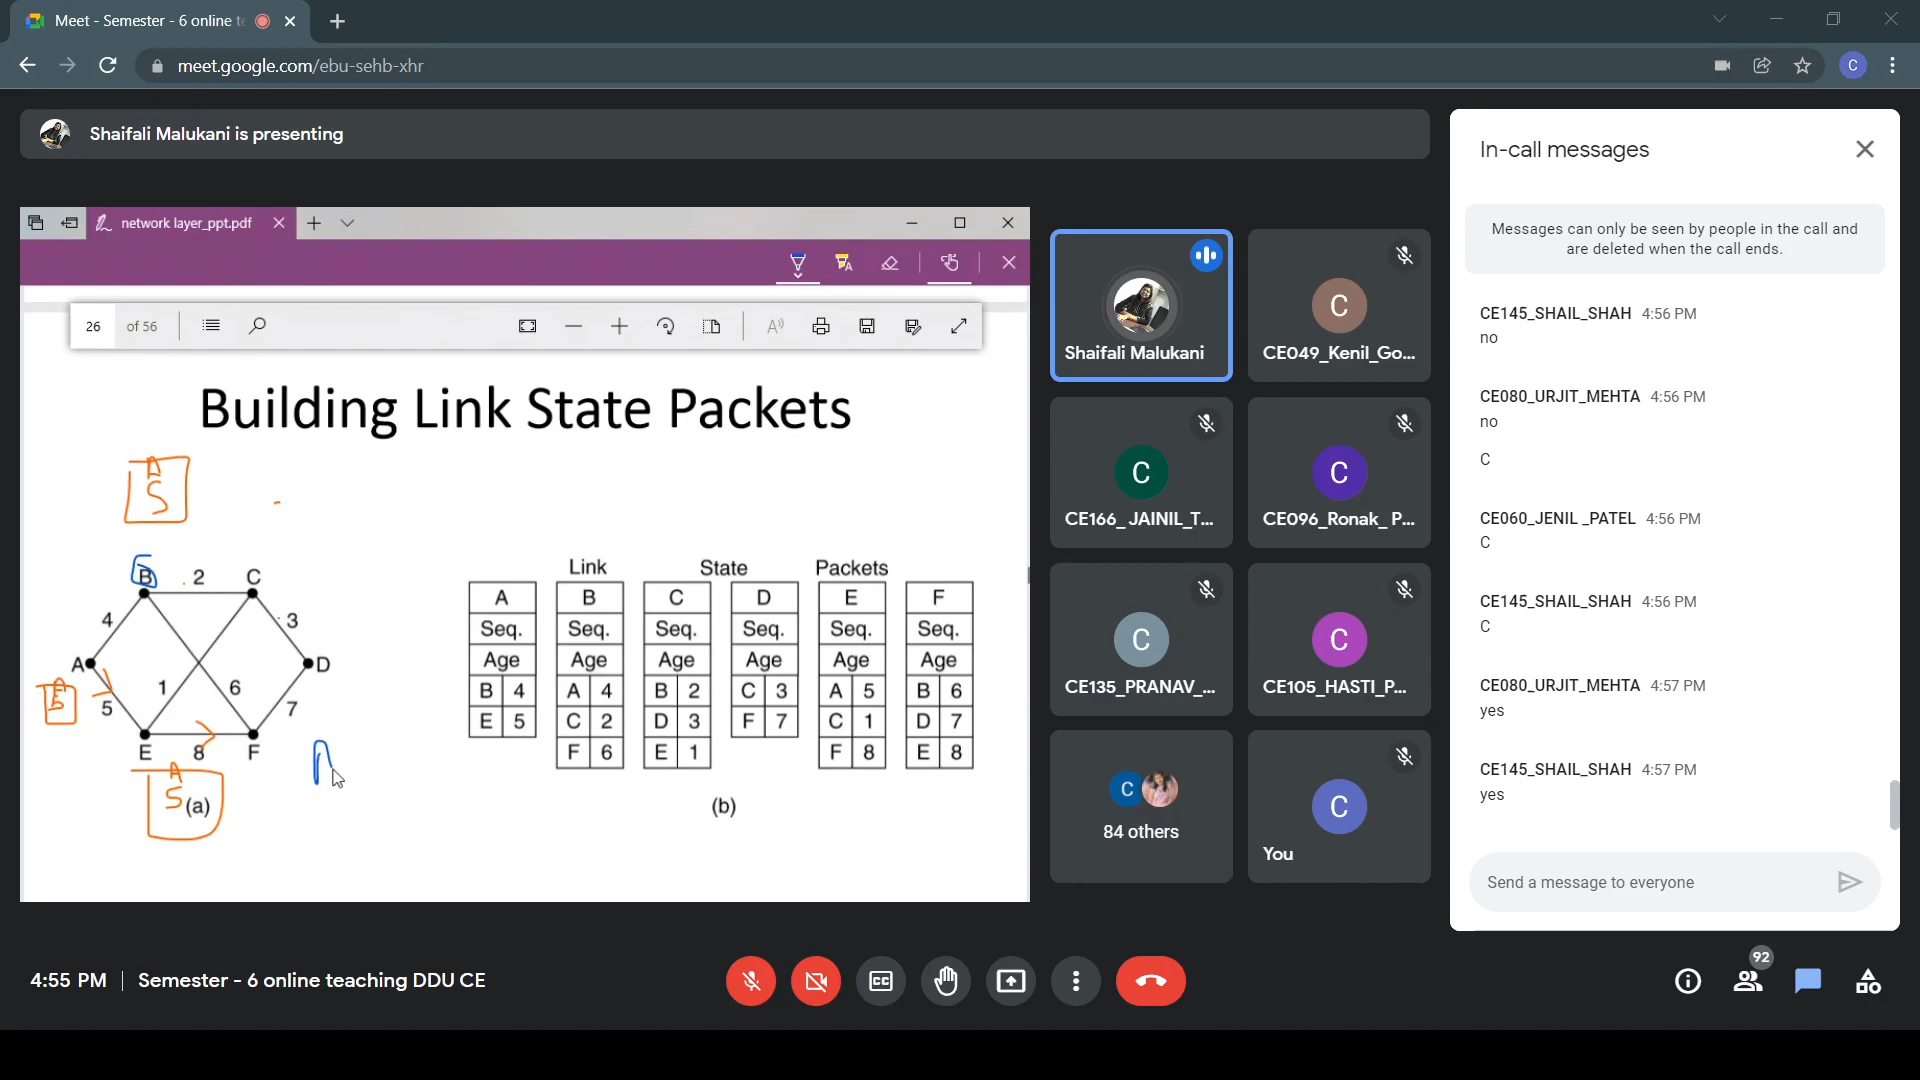 Meet - Semester - 6 online te
meet.google.com/ebu-sehb-xhr
C
Shaifali Malukani is presenting
network layer_ppt.pdf
26 of 56
Building Link State Packets
A
5
B 2 C
4 3
A D
1 6
A
5
5 7
E 8 F
A
5
(a)
Link State Packets
A B C D E F
Seq. Seq. Seq. Seq. Seq. Seq.
Age Age Age Age Age Age
B 4 A 4 B 2 C 3 A 5 B 6
E 5 C 2 D 3 F 7 C 1 D 7
F 6 E 1 F 8 E 8
(b)
Shaifali Malukani
C
CE049_Kenil_Go...
C
CE166_ JAINIL_T...
C
CE096_Ronak_ P...
C
CE135_PRANAV_...
C
CE105_HASTI_P...
C
84 others
C
You
In-call messages
Messages can only be seen by people in the call and
are deleted when the call ends.
CE145_SHAIL_SHAH 4:56 PM
no
CE080_URJIT_MEHTA 4:56 PM
no
C
CE060_JENIL _PATEL 4:56 PM
C
CE145_SHAIL_SHAH 4:56 PM
C
CE080_URJIT_MEHTA 4:57 PM
yes
CE145_SHAIL_SHAH 4:57 PM
yes
Send a message to everyone
4:55 PM | Semester - 6 online teaching DDU CE
92